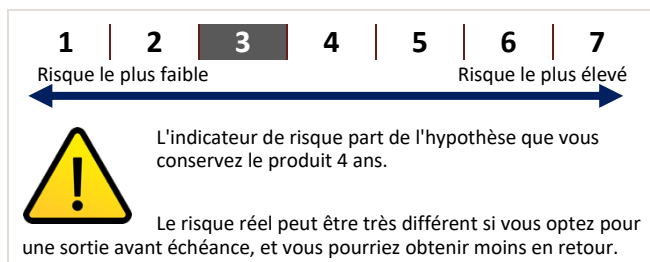 1 2 3 4 5 6 7
Risque le plus faible Risque le plus élevé
L'indicateur de risque part de l'hypothèse que vous
conservez le produit 4 ans.
Le risque réel peut être très différent si vous optez pour
une sortie avant échéance, et vous pourriez obtenir moins en retour.